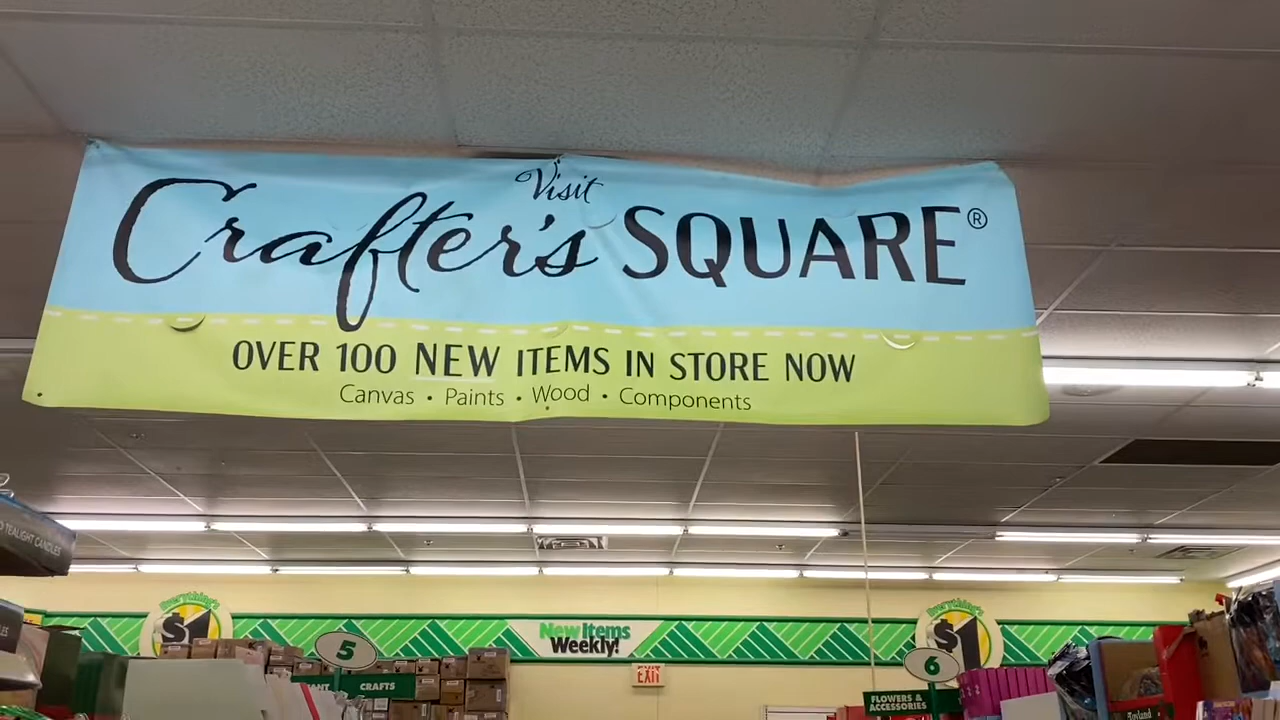 Visit
Crafter's SQUARE®
OVER 100 NEW ITEMS IN STORE NOW
Canvas • Paints • Wood • Components
TEALIGHT CANDLES
Everything's
$1
New Items
Weekly!
Everything's
$1
5
CRAFTS
EXIT
6
FLOWERS &
ACCESSORIES